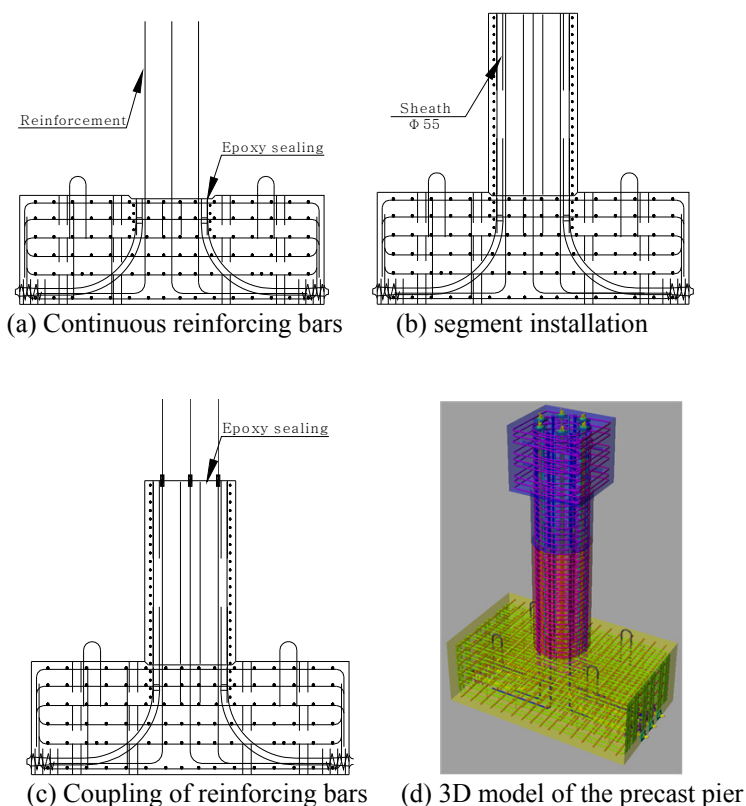 Reinforcement
Epoxy sealing
Sheath
Φ 55
(a) Continuous reinforcing bars
(b) segment installation
Epoxy sealing
(c) Coupling of reinforcing bars
(d) 3D model of the precast pier